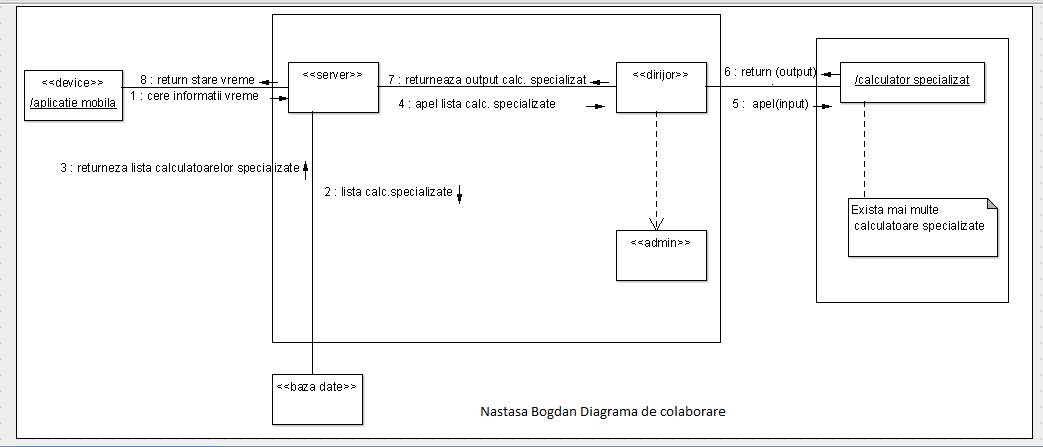 <<device>>
/aplicatie mobila
8 : return stare vreme
1 : cere informatii vreme
<<server>>
7 : returneaza output calc. specializat
4 : apel lista calc. specializate
<<dirijor>>
6 : return (output)
5 : apel(input)
/calculator specializat
3 : returneza lista calculatoarelor specializate
2 : lista calc.specializate
Exista mai multe
calculatoare specializate
<<admin>>
<<baza date>>
Nastasa Bogdan Diagrama de colaborare